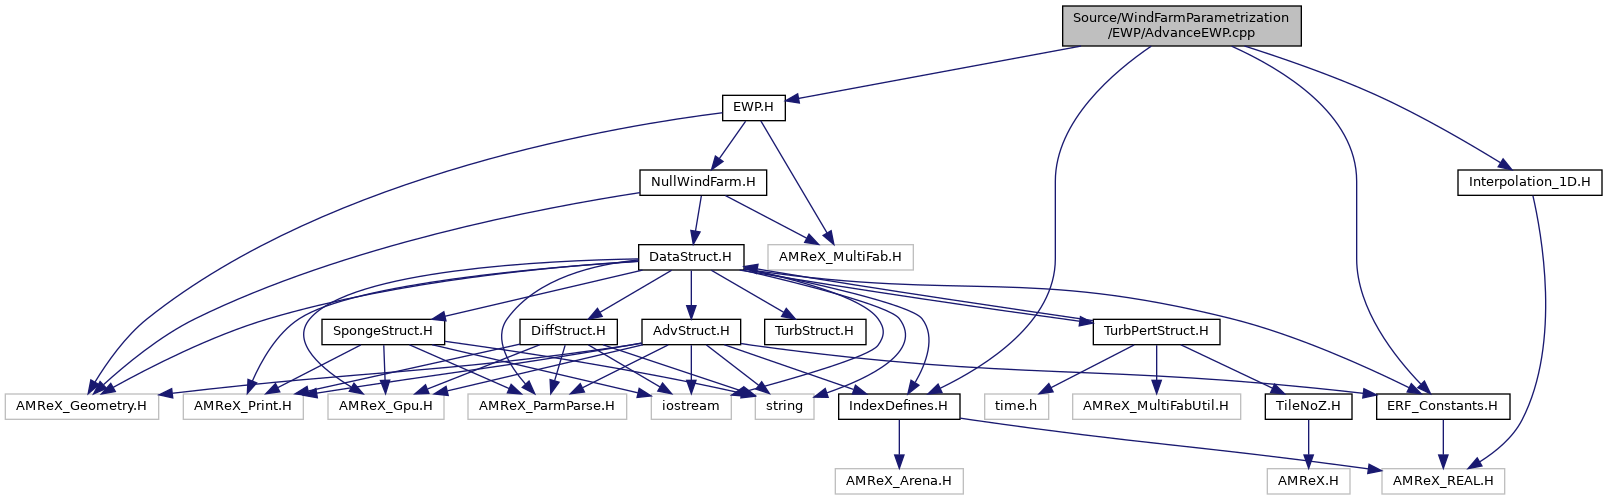 Source/WindFarmParametrization
/EWP/AdvanceEWP.cpp
EWP.H
NullWindFarm.H
Interpolation_1D.H
DataStruct.H
AMReX_MultiFab.H
SpongeStruct.H
DiffStruct.H
AdvStruct.H
TurbStruct.H
TurbPertStruct.H
AMReX_Geometry.H
AMReX_Print.H
AMReX_Gpu.H
AMReX_ParmParse.H
iostream
string
IndexDefines.H
time.h
AMReX_MultiFabUtil.H
TileNoZ.H
ERF_Constants.H
AMReX_Arena.H
AMReX.H
AMReX_REAL.H